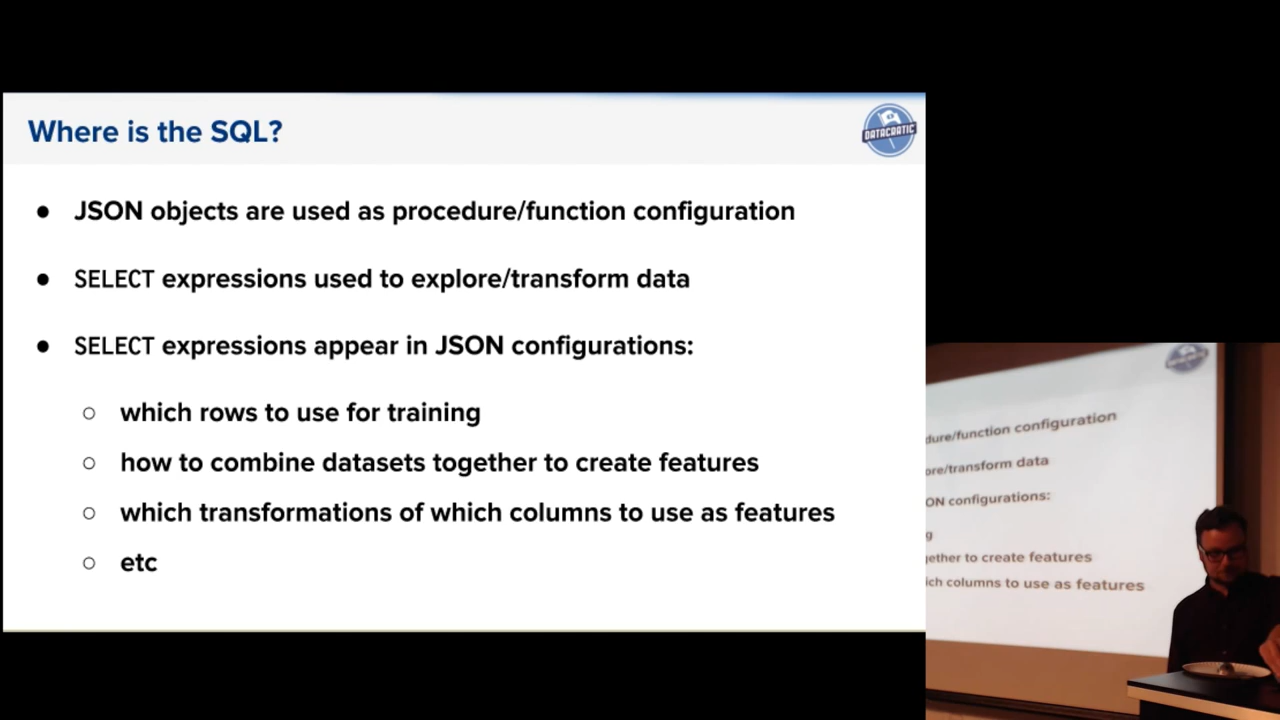 Where is the SQL?
DATACRATIC
● JSON objects are used as procedure/function configuration
● SELECT expressions used to explore/transform data
● SELECT expressions appear in JSON configurations:
○ which rows to use for training
○ how to combine datasets together to create features
○ which transformations of which columns to use as features
○ etc
dure/function configuration
ore/transform data
ON configurations:
g
gether to create features
ich columns to use as features